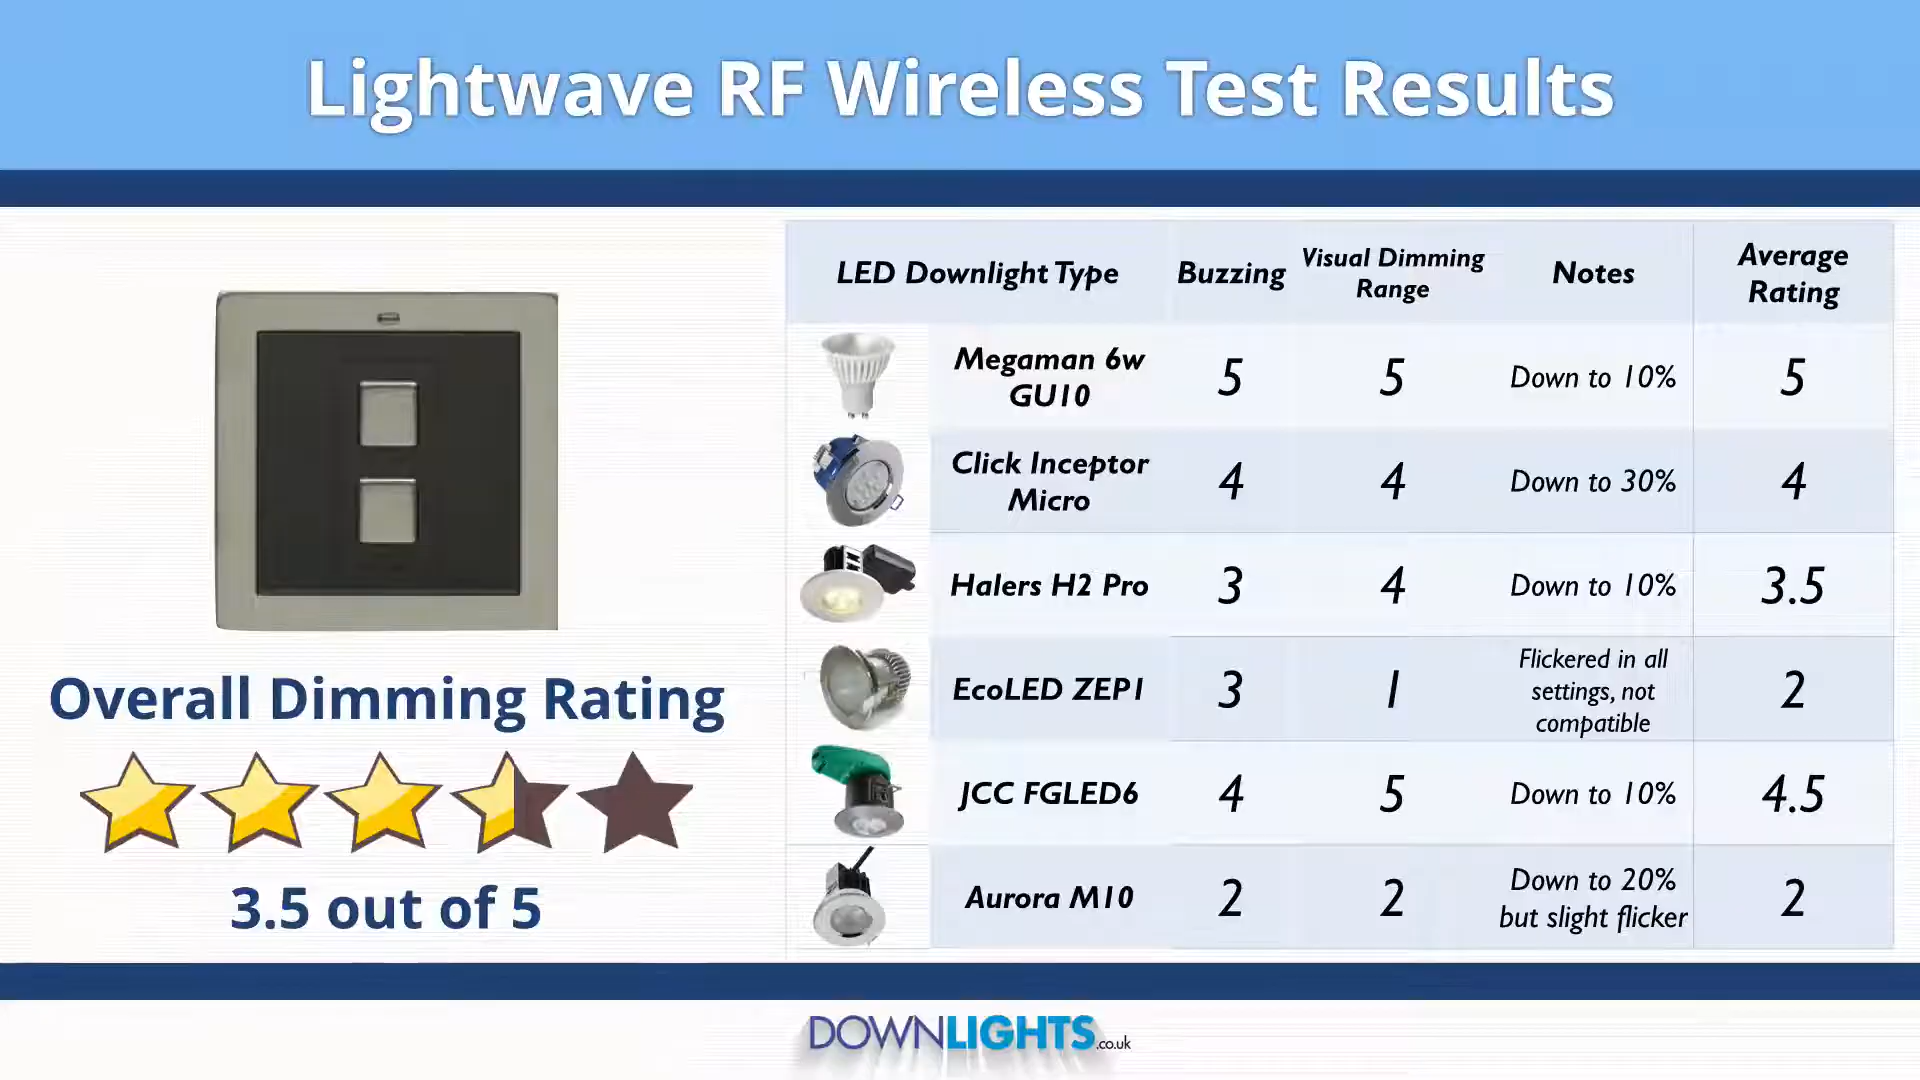 Lightwave RF Wireless Test Results
LED Downlight Type Buzzing Visual Dimming Range Notes Average Rating
Megaman 6w GU10 5 5 Down to 10% 5
Click Inceptor Micro 4 4 Down to 30% 4
Halers H2 Pro 3 4 Down to 10% 3.5
EcoLED ZEP1 3 1 Flickered in all settings, not compatible 2
JCC FGLED6 4 5 Down to 10% 4.5
Aurora M10 2 2 Down to 20% but slight flicker 2
Overall Dimming Rating
3.5 out of 5
DOWNLIGHTS.co.uk